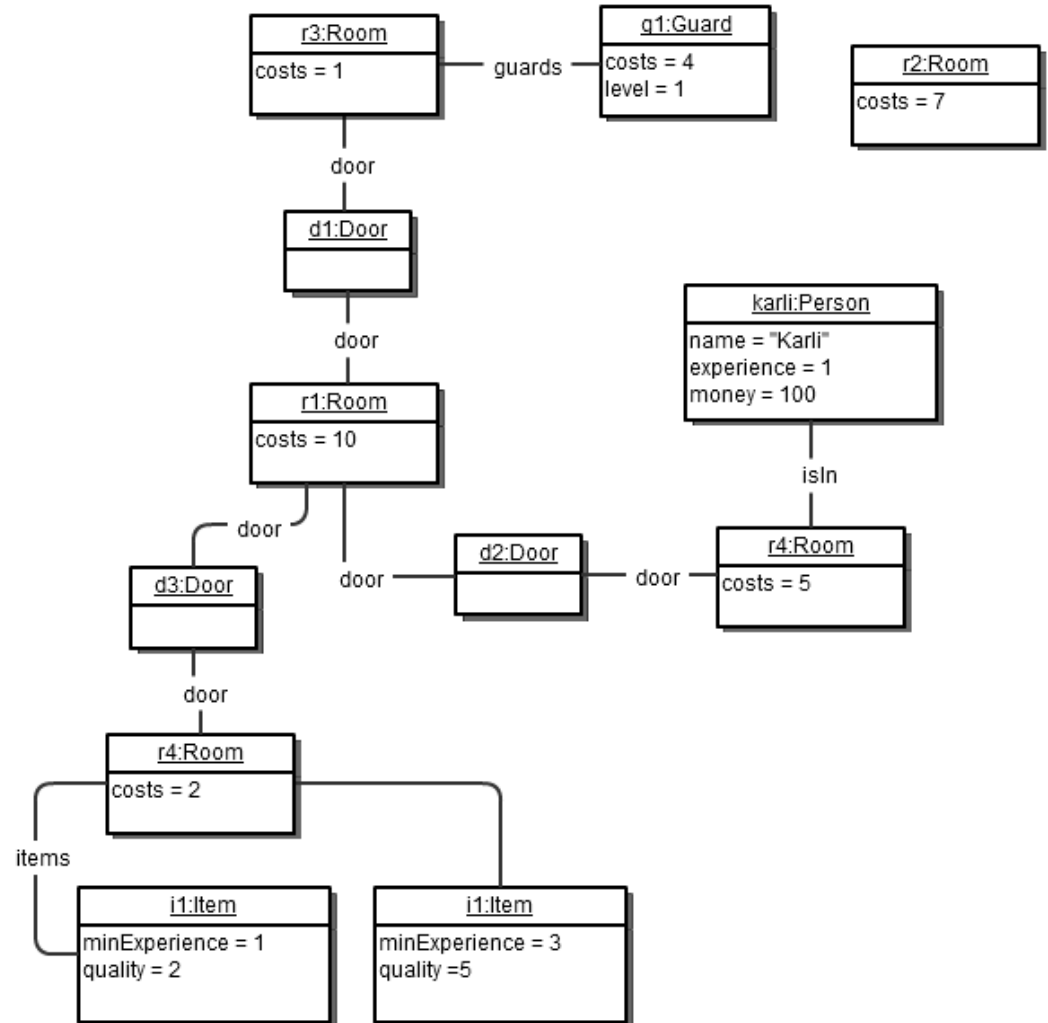 r3:Room
costs = 1
guards
g1:Guard
costs = 4
level = 1
r2:Room
costs = 7
door
d1:Door
door
karli:Person
name = "Karli"
experience = 1
money = 100
r1:Room
costs = 10
isIn
door
d3:Door
door
d2:Door
door
r4:Room
costs = 5
door
r4:Room
costs = 2
items
i1:Item
minExperience = 1
quality = 2
i1:Item
minExperience = 3
quality =5